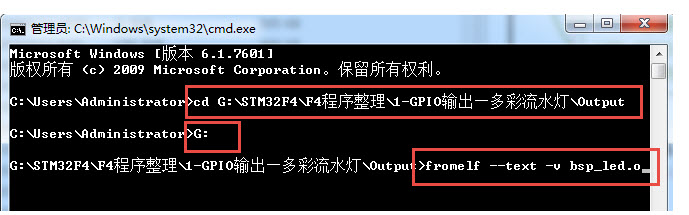 管理员: C:\Windows\system32\cmd.exe
Microsoft Windows [版本 6.1.7601]
版权所有 (c) 2009 Microsoft Corporation。保留所有权利。
C:\Users\Administrator>cd G:\STM32F4\F4程序整理\1-GPIO输出—多彩流水灯\Output
C:\Users\Administrator>G:
G:\STM32F4\F4程序整理\1-GPIO输出—多彩流水灯\Output>fromelf --text -v bsp_led.o_